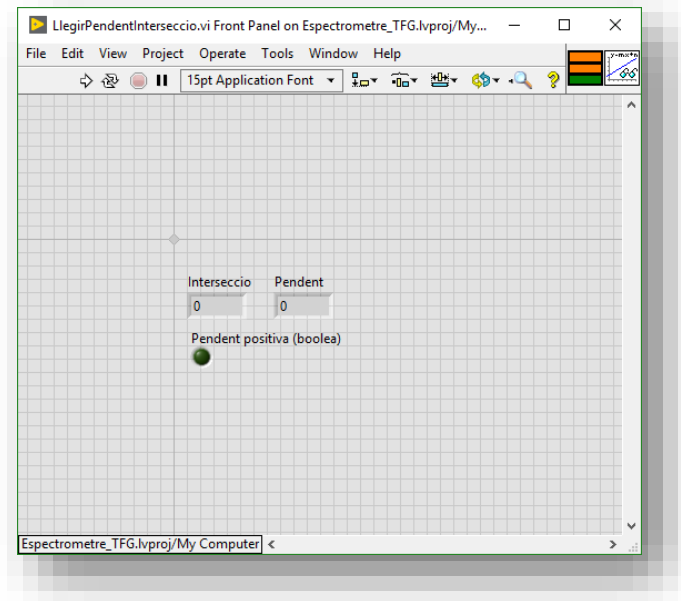 LlegirPendentInterseccio.vi Front Panel on Espectrometre_TFG.lvproj/My...
File Edit View Project Operate Tools Window Help
15pt Application Font
y=mx+n
Interseccio Pendent
0 0
Pendent positiva (boolea)
Espectrometre_TFG.lvproj/My Computer